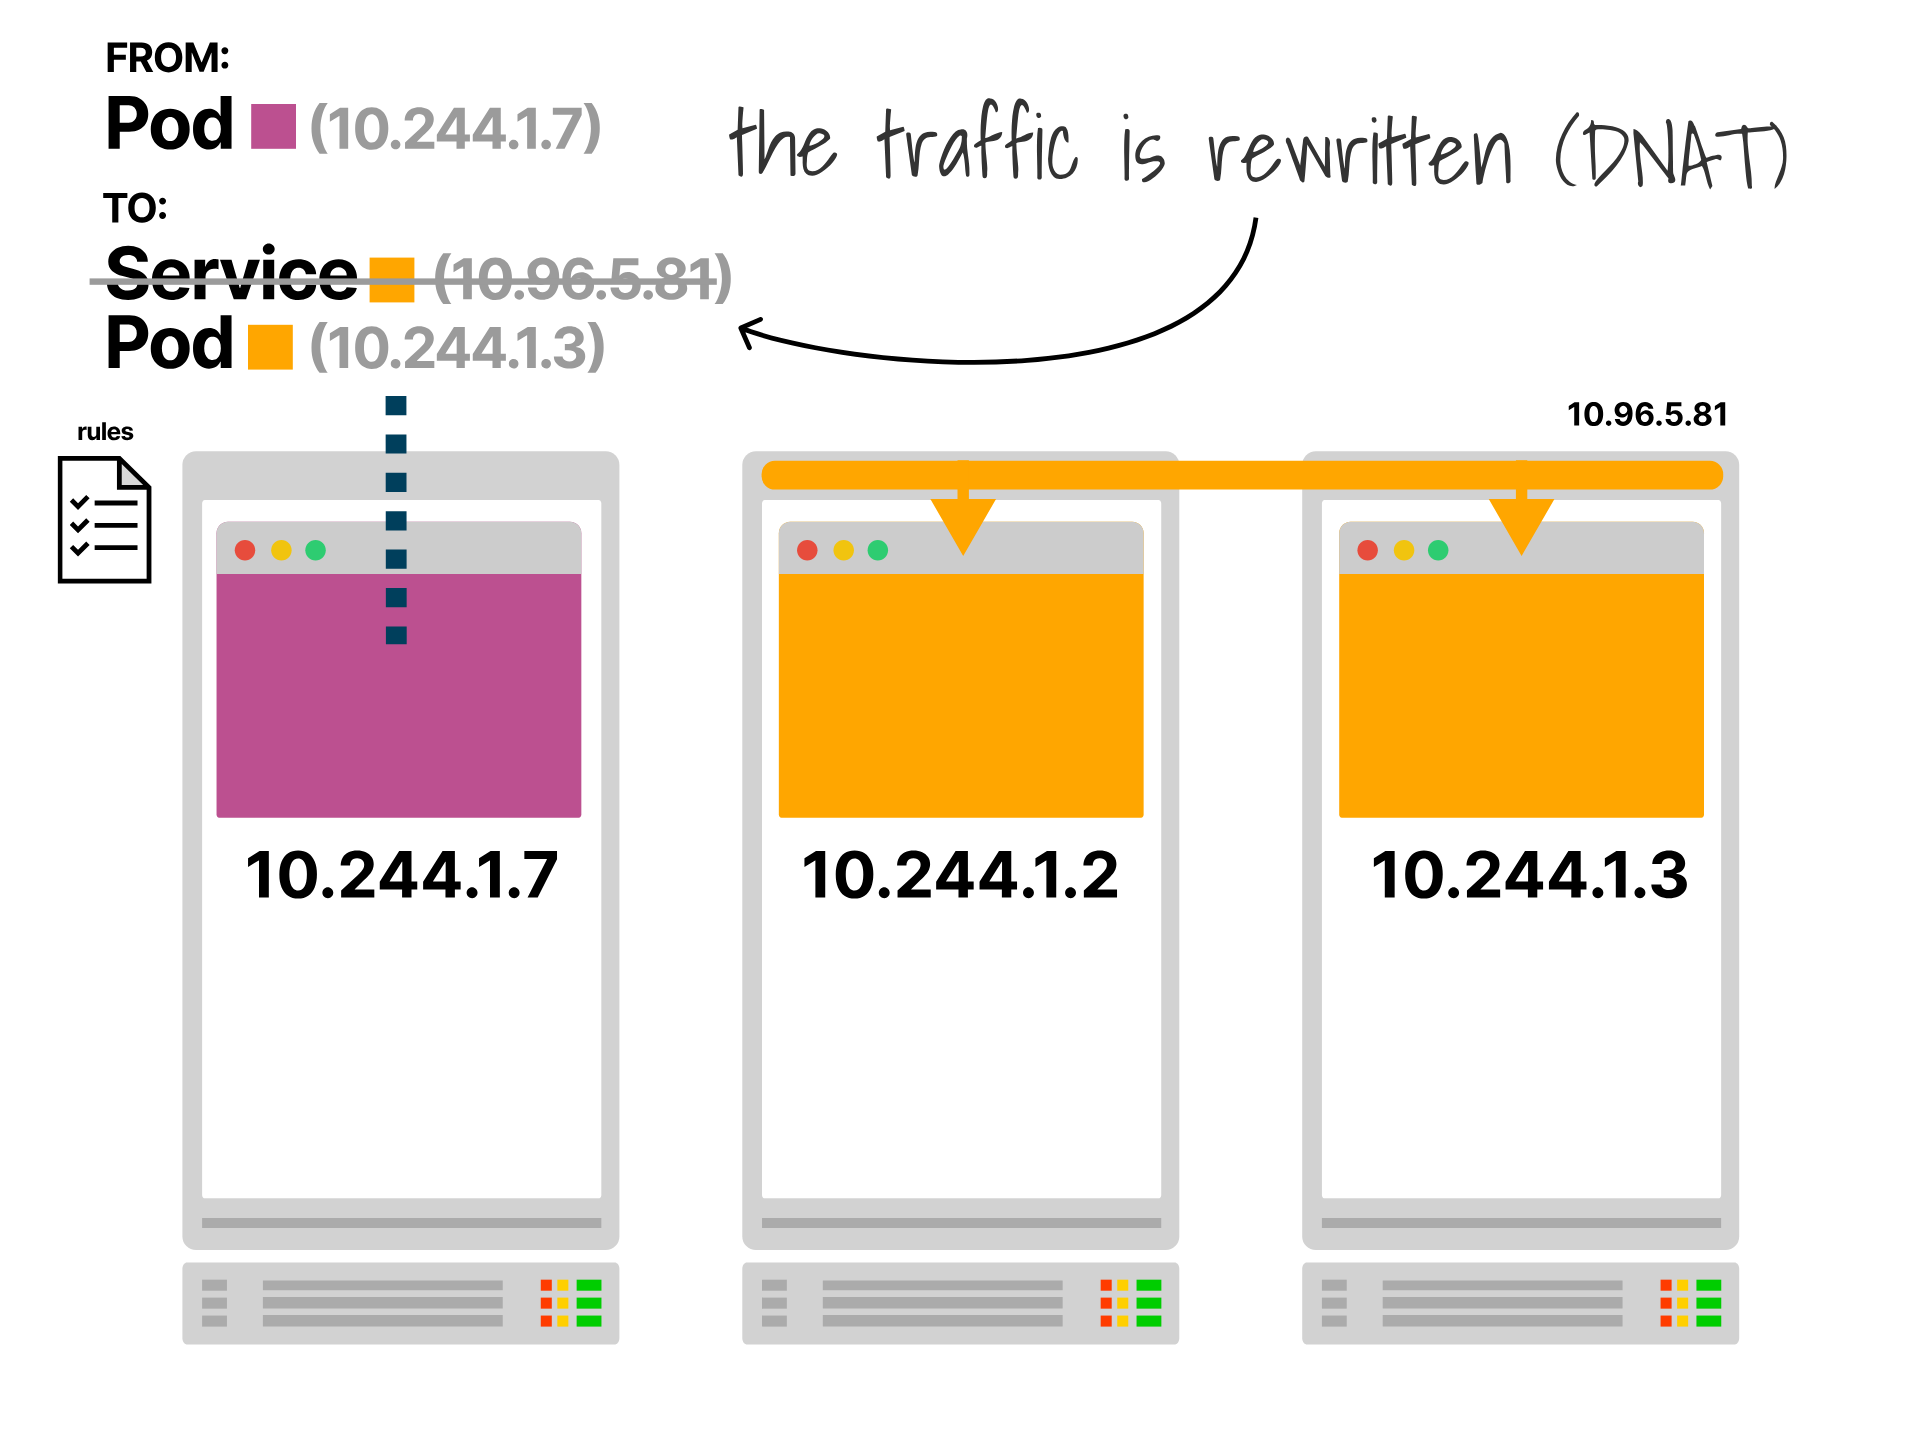 FROM:
Pod (10.244.1.7)
the traffic is rewritten (DNAT)
TO:
Service (10.96.5.81)
Pod (10.244.1.3)
10.96.5.81
rules
10.244.1.7
10.244.1.2
10.244.1.3